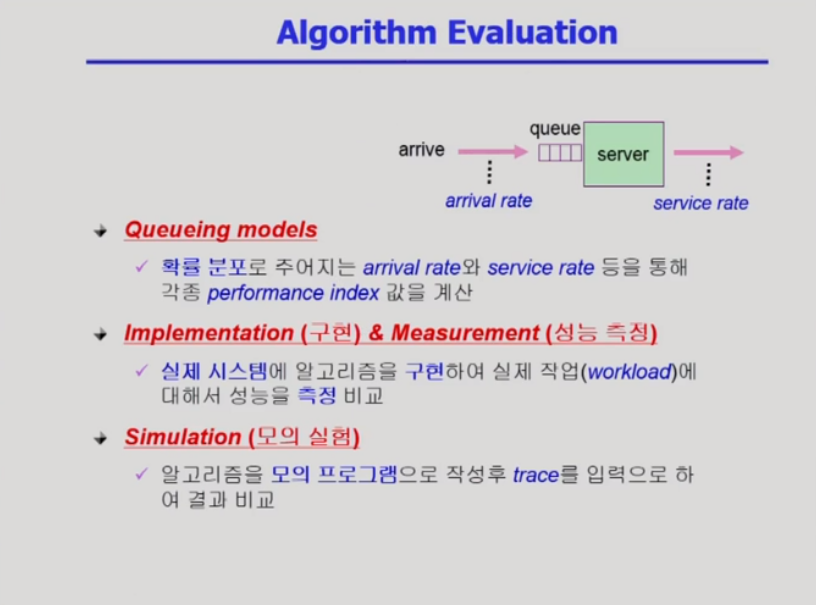 Algorithm Evaluation
queue
arrive
server
arrival rate
service rate
Queueing models
확률 분포로 주어지는 arrival rate와 service rate 등을 통해
각종 performance index 값을 계산
Implementation (구현) & Measurement (성능 측정)
실제 시스템에 알고리즘을 구현하여 실제 작업(workload)에
대해서 성능을 측정 비교
Simulation (모의 실험)
알고리즘을 모의 프로그램으로 작성후 trace를 입력으로 하
여 결과 비교